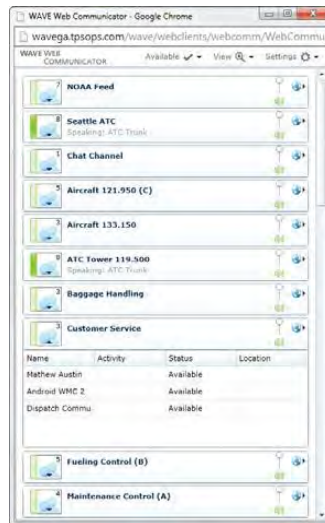 WAVE Web Communicator - Google Chrome
wavega.tpsops.com/wave/webclients/webcomm/WebCommu
WAVE WEB COMMUNICATOR Available View Settings
7 NOAA Feed
8 Seattle ATC
Speaking: ATC Trunk
1 Chat Channel
5 Aircraft 121.950 (C)
3 Aircraft 133.150
8 ATC Tower 119.500
Speaking: ATC Trunk
3 Baggage Handling
3 Customer Service
Name Activity Status Location
Mathew Austin Available
Android WMC 2 Available
Dispatch Commu Available
5 Fueling Control (B)
4 Maintenance Control (A)